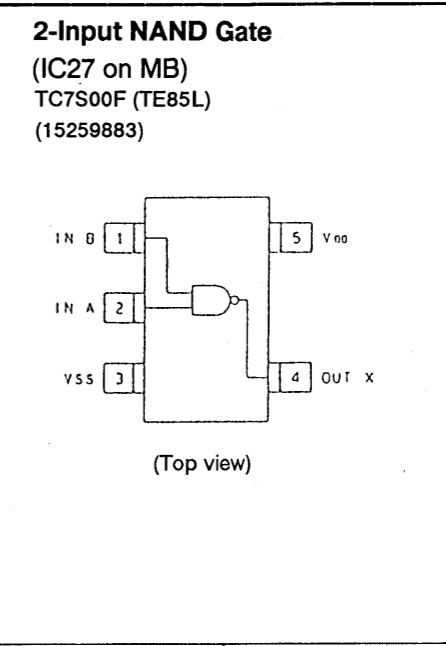 2-Input NAND Gate
(IC27 on MB)
TC7S00F (TE85L)
(15259883)
IN B 1
5 VDD
IN A 2
VSS 3
4 OUT X
(Top view)